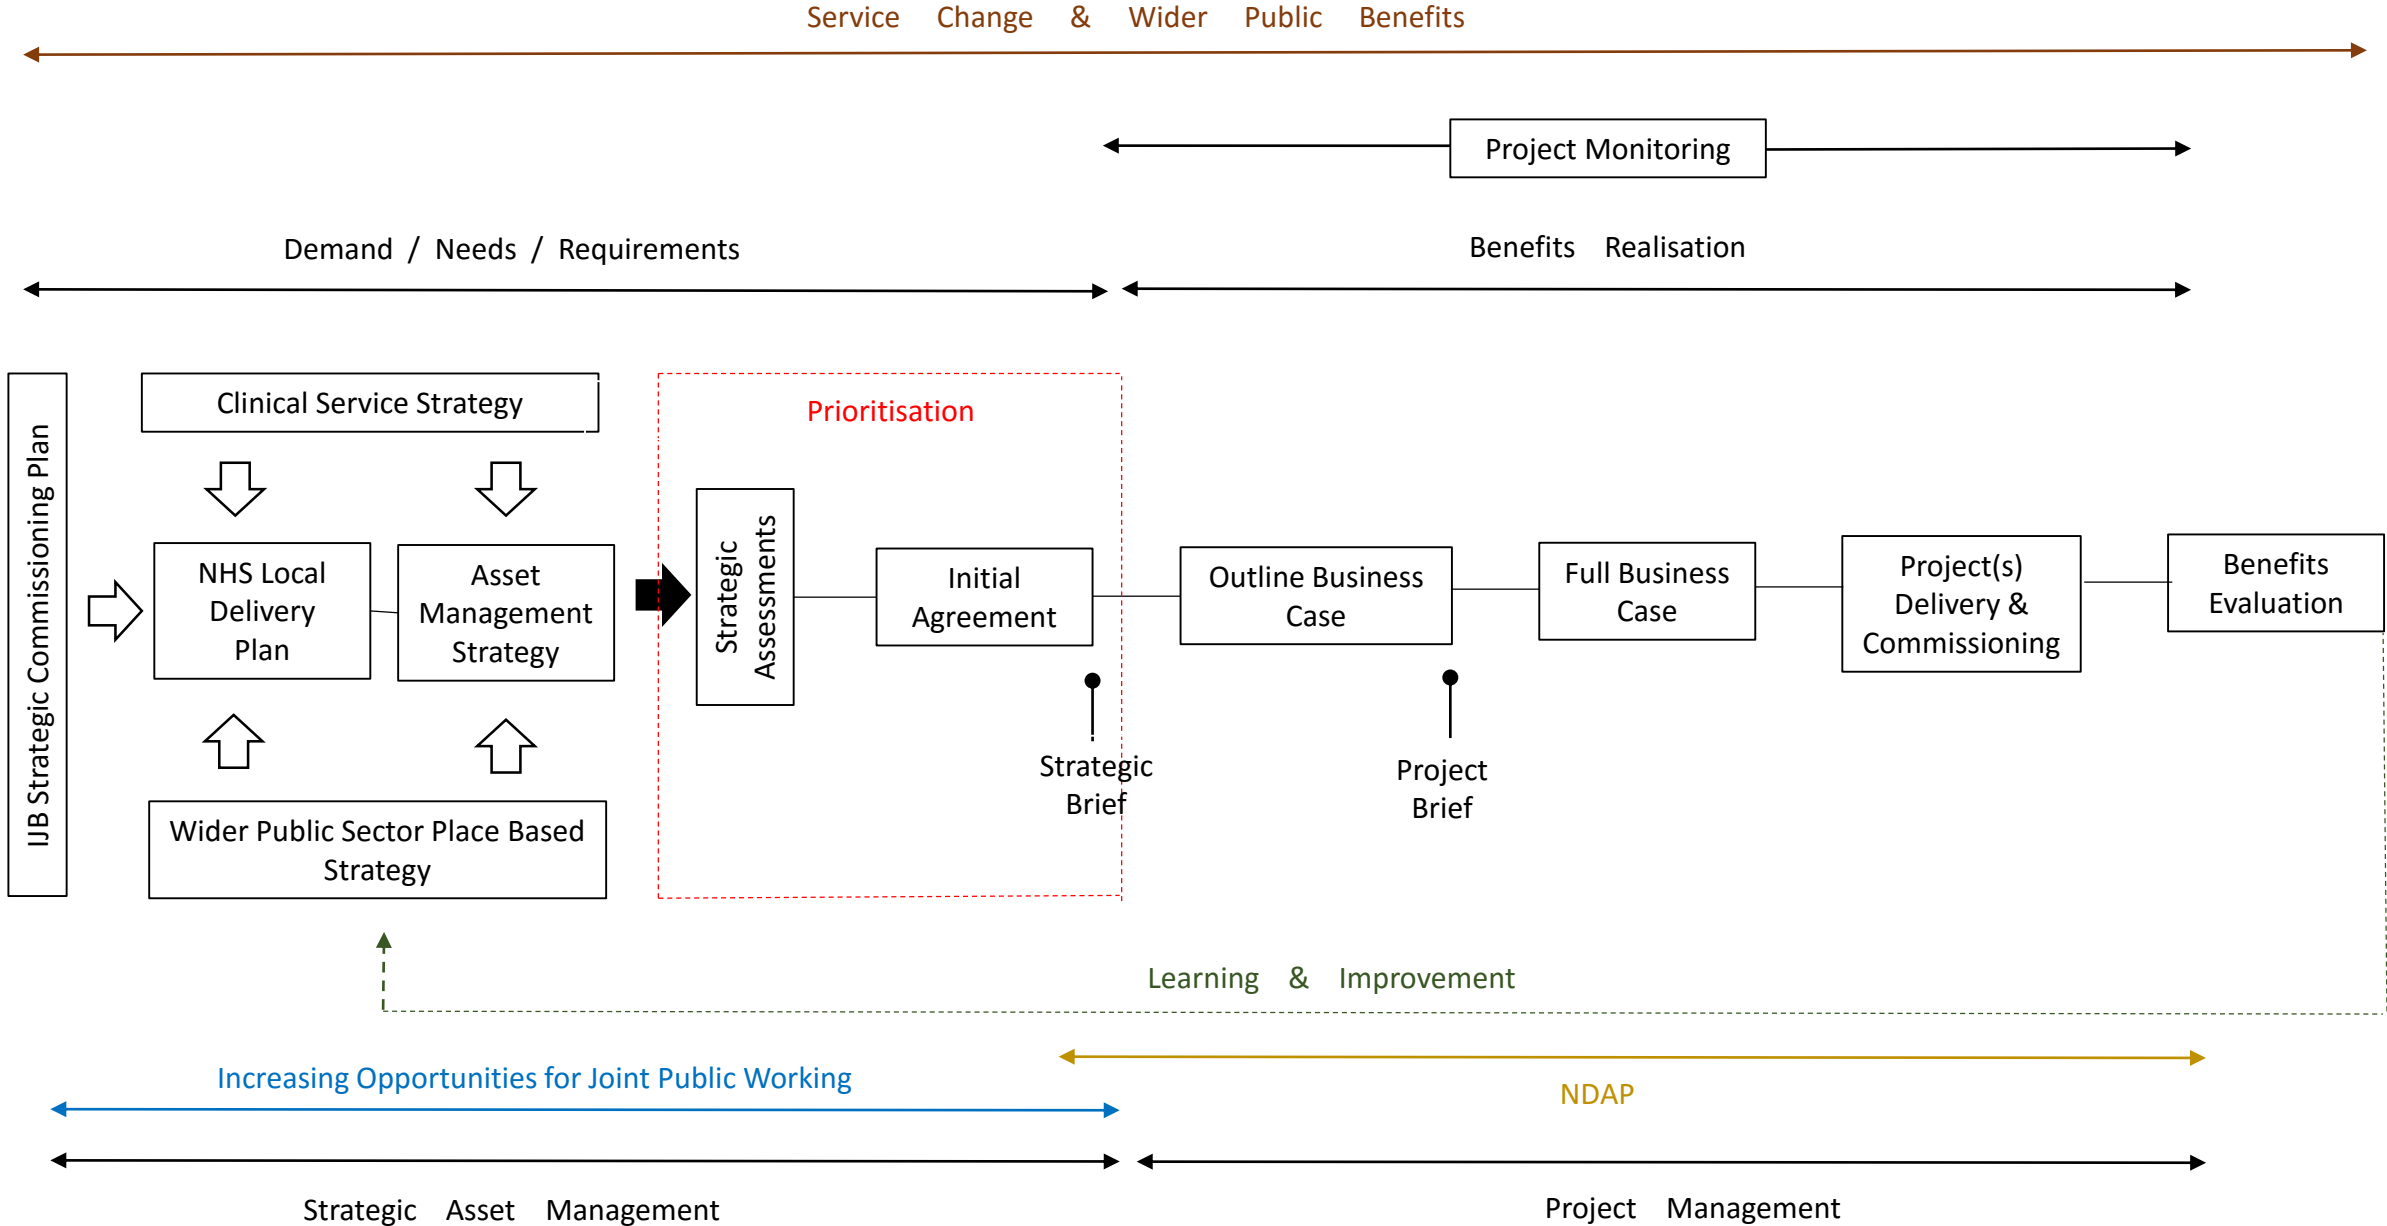 Service Change & Wider Public Benefits
Project Monitoring
Demand / Needs / Requirements
Benefits Realisation
IJB Strategic Commissioning Plan
Clinical Service Strategy
NHS Local
Delivery
Plan
Asset
Management
Strategy
Wider Public Sector Place Based
Strategy
Prioritisation
Strategic
Assessments
Initial
Agreement
Strategic
Brief
Outline Business
Case
Project
Brief
Full Business
Case
Project(s)
Delivery &
Commissioning
Benefits
Evaluation
Learning & Improvement
Increasing Opportunities for Joint Public Working
NDAP
Strategic Asset Management
Project Management